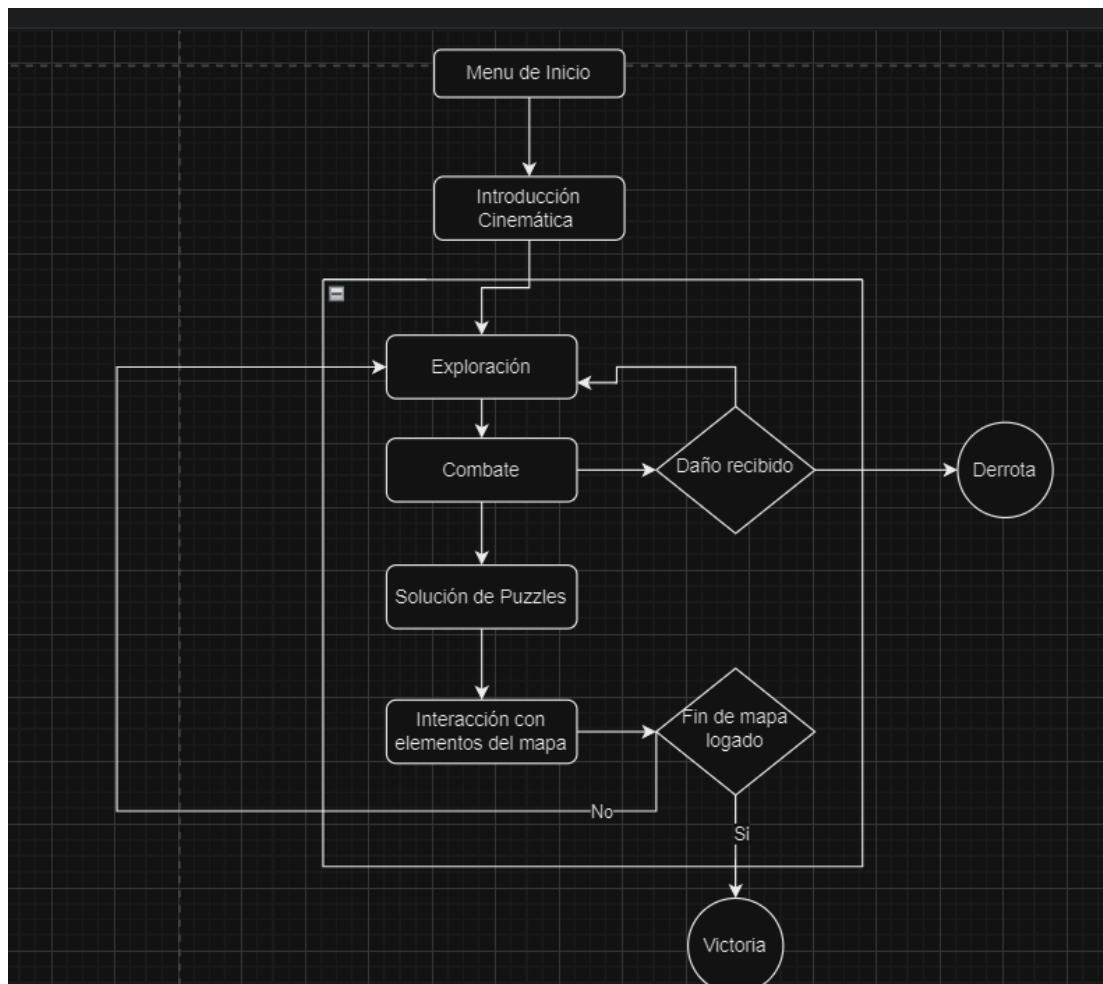 Menu de Inicio
Introducción
Cinemática
Exploración
Combate
Daño recibido
Derrota
Solución de Puzzles
Interacción con
elementos del mapa
Fin de mapa
logado
No
Si
Victoria